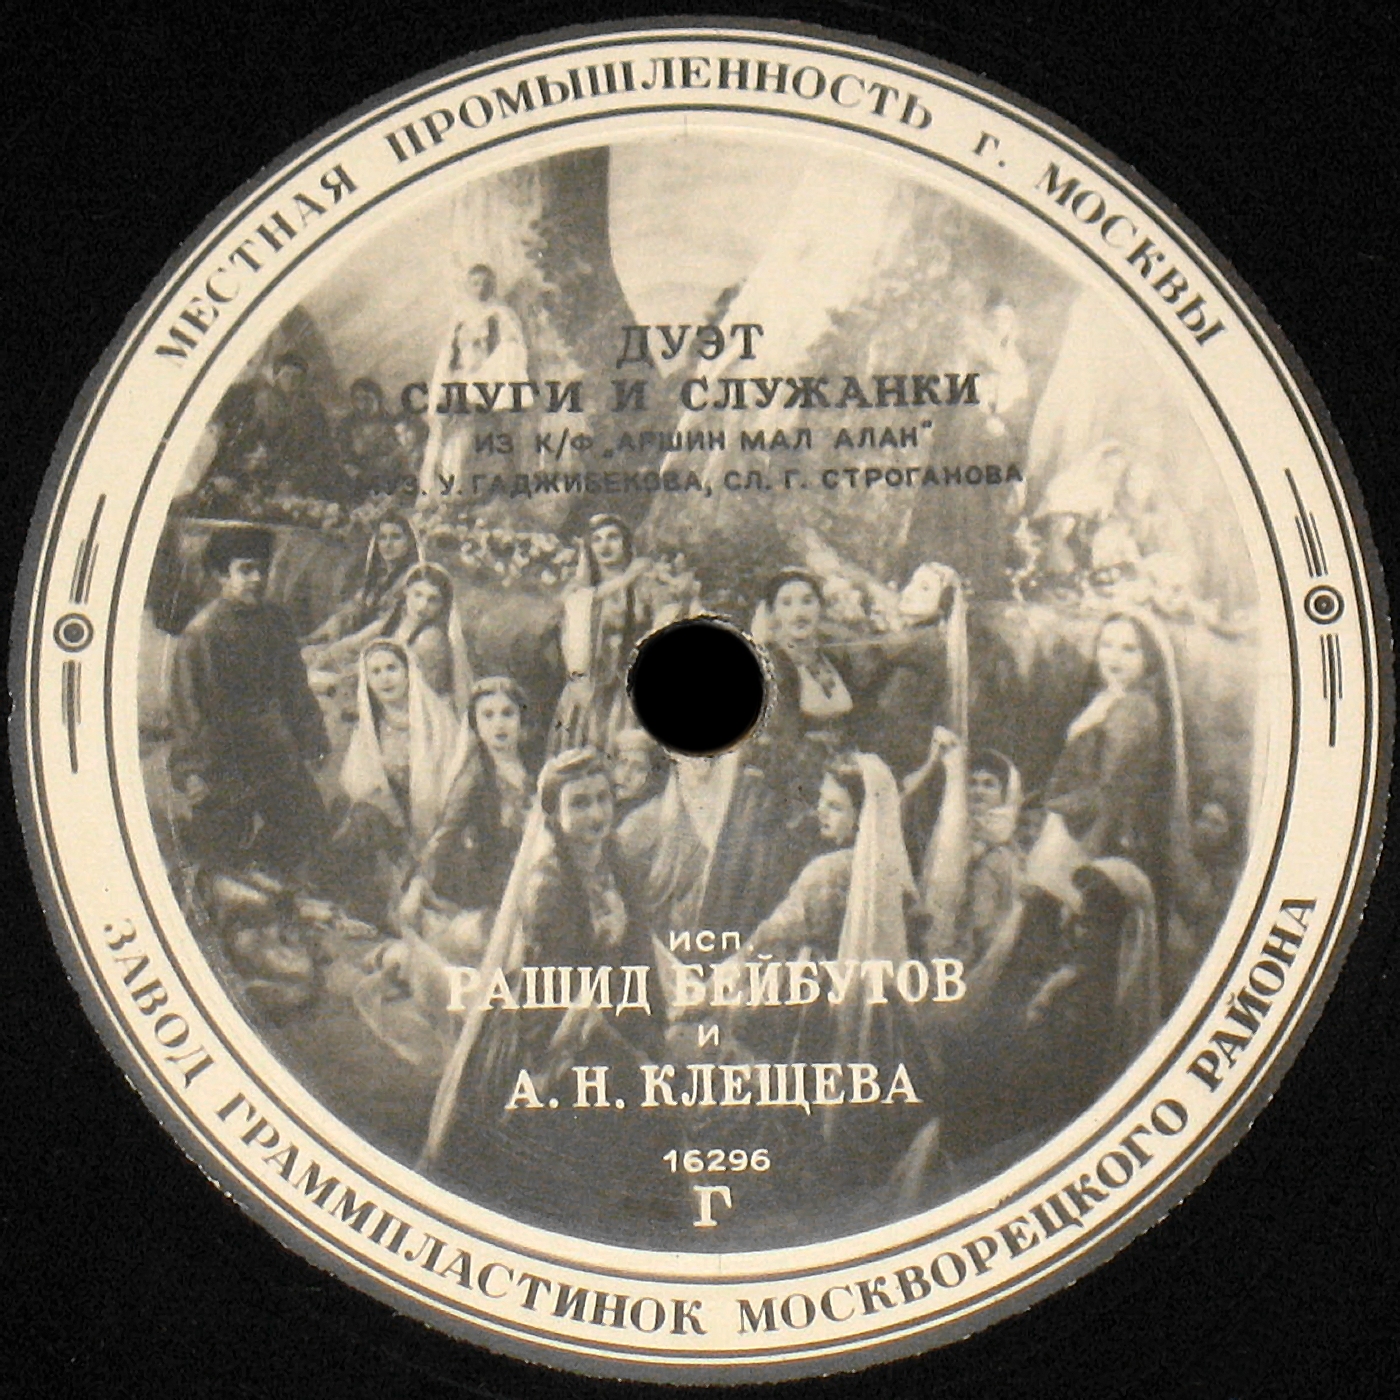 МЕСТНАЯ ПРОМЫШЛЕННОСТЬ г. МОСКВЫ
ДУЭТ
СЛУГИ И СЛУЖАНКИ
ИЗ К/Ф „АРШИН МАЛ АЛАН"
МУЗ. У. ГАДЖИБЕКОВА, СЛ. Г. СТРОГАНОВА
ИСП.
РАШИД БЕЙБУТОВ
И
А. Н. КЛЕЩЕВА
16296
Г
ЗАВОД ГРАММПЛАСТИНОК МОСКВОРЕЦКОГО РАЙОНА